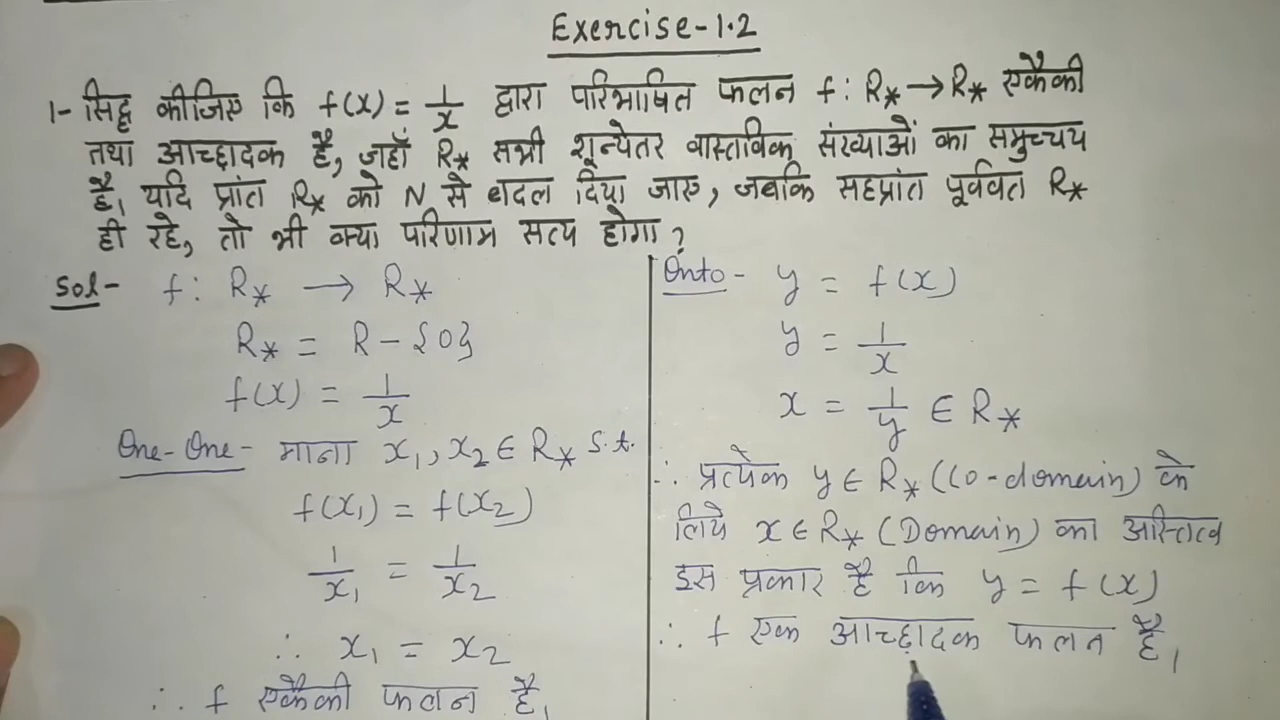 Exercise-1.2
1- सिद्ध कीजिए कि f(x) = 1/x द्वारा परिभाषित फलन f: R* → R* एकैकी
तथा आच्छादक है, जहाँ R* सभी शून्येतर वास्तविक संख्याओं का समुच्चय
है। यदि प्रांत R* को N से बदल दिया जाए, जबकि सहप्रांत पूर्ववत R*
ही रहे, तो भी क्या परिणाम सत्य होगा?
Sol- f: R* → R*
R* = R - {0}
f(x) = 1/x
One-One- माना x₁, x₂ ∈ R* s.t.
f(x₁) = f(x₂)
1/x₁ = 1/x₂
∴ x₁ = x₂
∴ f एकैकी फलन है।
Onto- y = f(x)
y = 1/x
x = 1/y ∈ R*
∴ प्रत्येक y ∈ R* (Co-domain) के
लिये x ∈ R* (Domain) का अस्तित्व
इस प्रकार है कि y = f(x)
∴ f एक आच्छादक फलन है।